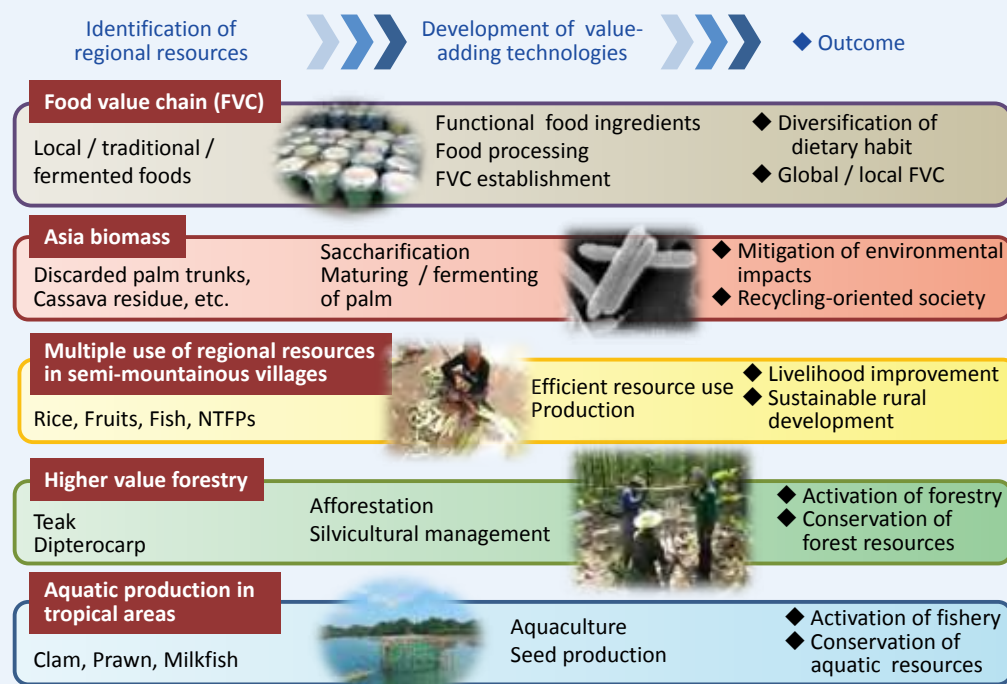 Identification of
regional resources
Development of value-
adding technologies
◆ Outcome
Food value chain (FVC)
Local / traditional /
fermented foods
Functional food ingredients
Food processing
FVC establishment
◆ Diversification of
dietary habit
◆ Global / local FVC
Asia biomass
Discarded palm trunks,
Cassava residue, etc.
Saccharification
Maturing / fermenting
of palm
◆ Mitigation of environmental
impacts
◆ Recycling-oriented society
Multiple use of regional resources
in semi-mountainous villages
Rice, Fruits, Fish, NTFPs
Efficient resource use
Production
◆ Livelihood improvement
◆ Sustainable rural
development
Higher value forestry
Teak
Dipterocarp
Afforestation
Silvicultural management
◆ Activation of forestry
◆ Conservation of
forest resources
Aquatic production in
tropical areas
Clam, Prawn, Milkfish
Aquaculture
Seed production
◆ Activation of fishery
◆ Conservation of
aquatic resources